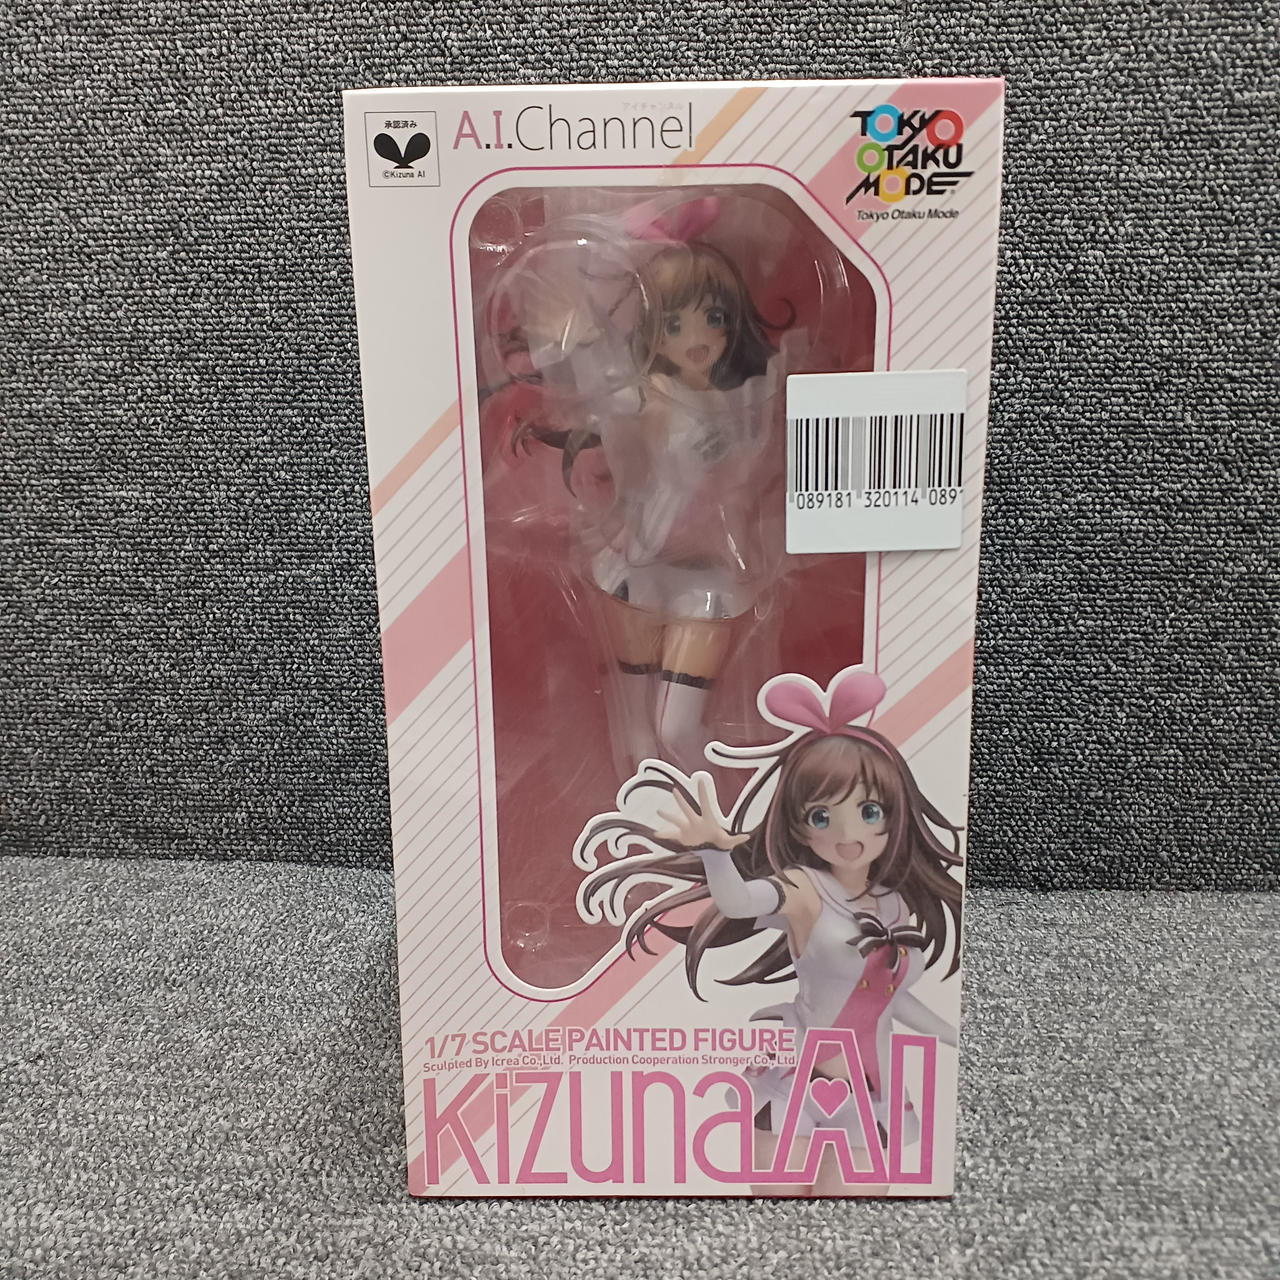 承認済み
©Kizuna AI
アイチャンネル
A.I.Channel
TOKYO
OTAKU
MODE
Tokyo Otaku Mode
089181 320114 089
1/7 SCALE PAINTED FIGURE
Sculpted By Icrea Co.,Ltd. Production Cooperation Stronger Co., Ltd
Kizuna AI